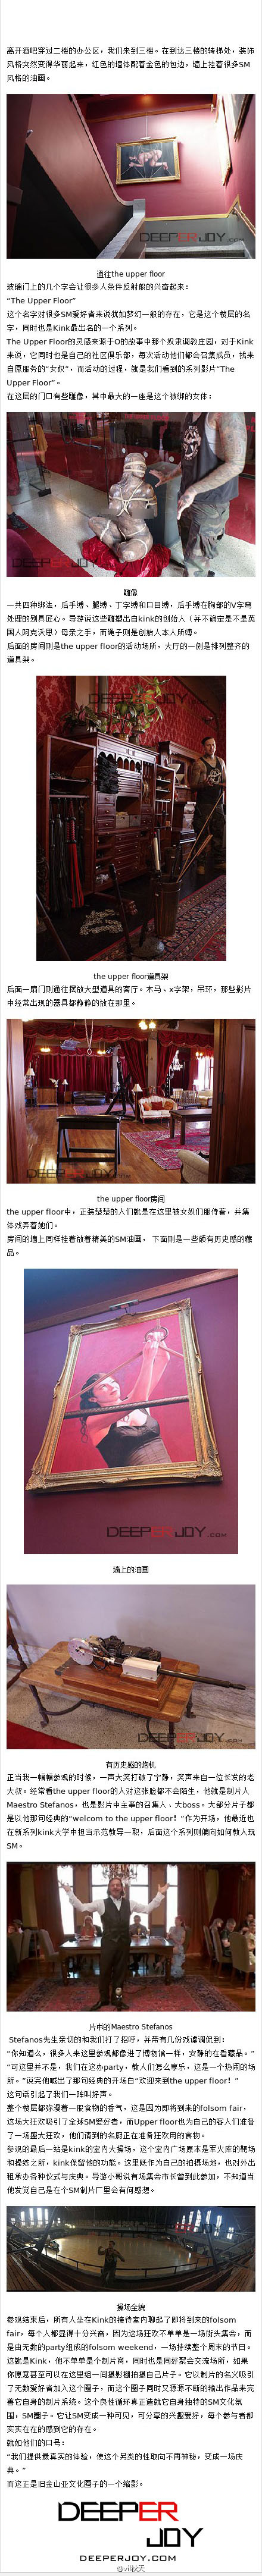 离开酒吧穿过二楼的办公区，我们来到三楼。在到达三楼的转梯处，装饰
风格突然变得华丽起来，红色的墙体配着金色的包边，墙上挂着很多SM
风格的油画。
DEEPERJOY.COM
通往the upper floor
玻璃门上的几个字会让很多人条件反射般的兴奋起来：
“The Upper Floor”
这个名字对很多SM爱好者来说犹如梦幻一般的存在，它是这个楼层的名
字，同时也是Kink最出名的一个系列。
The Upper Floor的灵感来源于O的故事中那个奴隶调教庄园，对于Kink
来说，它同时也是自己的社区俱乐部，每次活动他们都会召集成员，找来
自愿服务的“女奴”，而活动的过程，就是我们看到的系列影片“The
Upper Floor”。
在这层的门口有些雕像，其中最大的一座是这个被绑的女体：
DEEPERJOY.COM
雕像
一共四种绑法，后手缚、腿缚、丁字缚和口目缚，后手缚在胸部的V字弯
处理的别具匠心。导游说这些雕塑出自kink的创始人（并不确定是不是英
国人阿克沃思）母亲之手，而绳子则是创始人本人所缚。
后面的房间则是the upper floor的活动场所，大厅的一侧是排列整齐的
道具架。
DEEPERJOY
the upper floor道具架
后面一扇门则通往摆放大型道具的客厅。木马、x字架，吊环，那些影片
中经常出现的器具都静静的放在那里。
DEEPERJOY.COM
the upper floor房间
the upper floor中，正装楚楚的人们就是在这里被女奴们服侍着，并集
体戏弄着她们。
房间的墙上同样挂着放着精美的SM油画， 下面则是一些颇有历史感的藏
品。
DEEPERJOY.COM
墙上的油画
DEEPERJOY.COM
有历史感的炮机
正当我一幅幅参观的时候，一声大笑打破了宁静，笑声来自一位长发的老
大叔。经常看the upper floor的人对这张脸都不会陌生，他就是制片人
Maestro Stefanos，也是影片中主事的召集人、大boss。大部分片子都
是以他那句经典的“welcom to the upper floor！”作为开场，他最近也
在新系列kink大学中担当示范教导一职，后面这个系列则偏向如何教人玩
SM。
片中的Maestro Stefanos
Stefanos先生亲切的和我们打了招呼，并带有几份戏谑调侃到：
“你知道么，很多人来这里参观都像进了博物馆一样，安静的在看藏品。”
“可这里并不是，我们在这办party，教人们怎么享乐，这是一个热闹的场
所。”说完他喊出了那句经典的开场白“欢迎来到the upper floor！”
这句话引起了我们一阵叫好声。
整个楼层都弥漫着一股食物的香气，这是因为即将到来的folsom fair，
这场大狂欢吸引了全球SM爱好者，而Upper floor也为自己的客人们准备
了一场盛大狂欢，他们请到的名厨正在准备狂欢用的食物。
参观的最后一站是kink的室内大操场，这个室内广场原本是军火库的靶场
和操练之所，kink保留他的功能。这里既作为自己的拍摄场地，也对外出
租承办各种仪式与庆典。导游小哥说有场集会市长曾到此参加，不知道当
他发觉自己是在个SM制片厂里会有何感想。
操场全貌
参观结束后，所有人坐在Kink的接待室内聊起了即将到来的folsom
fair，每个人都显得十分兴奋，因为这场狂欢不单单是一场街头集会，而
是由无数的party组成的folsom weekend，一场持续整个周末的节日。
这就是Kink，他不单单是个制片商，同时也是同好聚会交流场所，如果
你愿意甚至可以在这里组一间摄影棚拍摄自己片子。它以制片的名义吸引
了无数爱好者加入这个圈子，而这个圈子同时又源源不断的输出作品来完
善它自身的制片系统。这个良性循环真正造就它自身独特的SM文化氛
围，SM圈子。它让SM变成一种可见，可分享的兴趣爱好，每个参与者都
实实在在的感到它的存在。
就如他们的口号：
“我们提供最真实的体验，使这个另类的性取向不再神秘，变成一场庆
典。”
而这正是旧金山亚文化圈子的一个缩影。
DEEPER
JOY
DEEPERJOY.COM